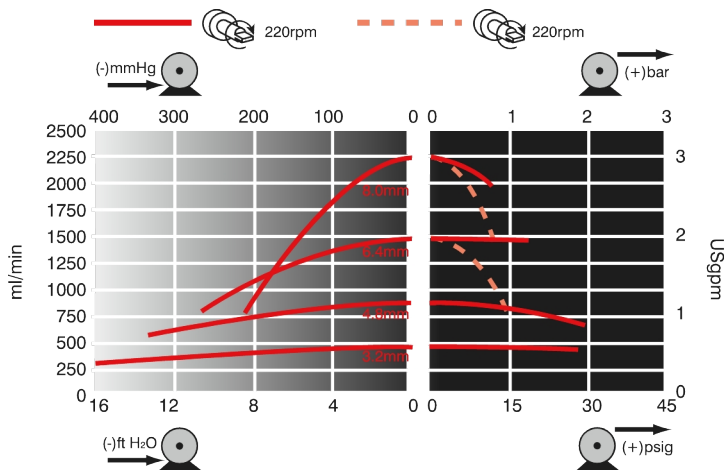 220rpm
220rpm
(-)mmHg
(+)bar
400 300 200 100 0 0 1 2 3
2500
2250
2000
1750
1500
1250
1000
750
500
250
0
ml/min
8.0mm
6.4mm
4.8mm
3.2mm
3
2
1
0
USgpm
16 12 8 4 0 0 15 30 45
(-)ft H₂O
(+)psig